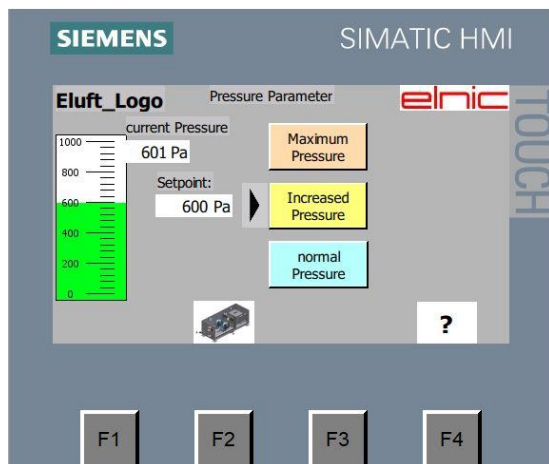 SIEMENS
SIMATIC HMI
TOUCH
Eluft_Logo
Pressure Parameter
elnic
current Pressure
601 Pa
Setpoint:
600 Pa
1000
800
600
400
200
0
Maximum
Pressure
Increased
Pressure
normal
Pressure
?
F1
F2
F3
F4